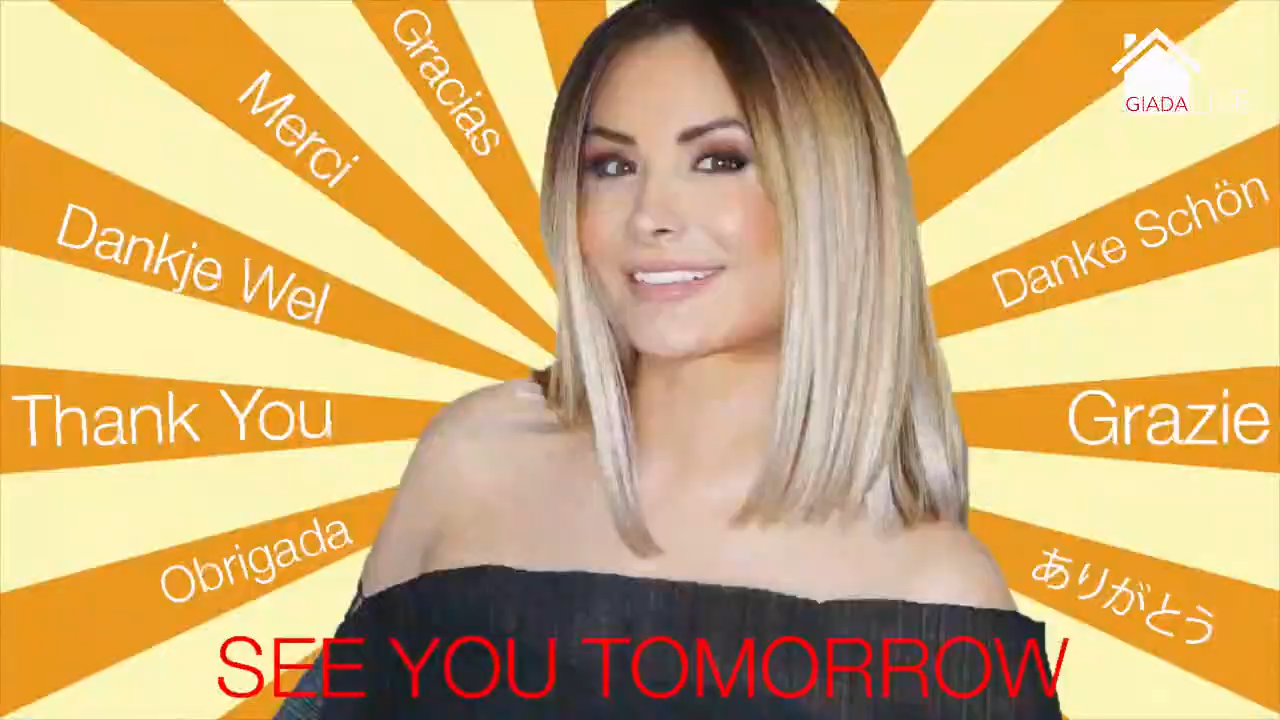 Gracias
Merci
Dankje Wel
Thank You
Obrigada
GIADA
Danke Schön
Grazie
ありがとう
SEE YOU TOMORROW